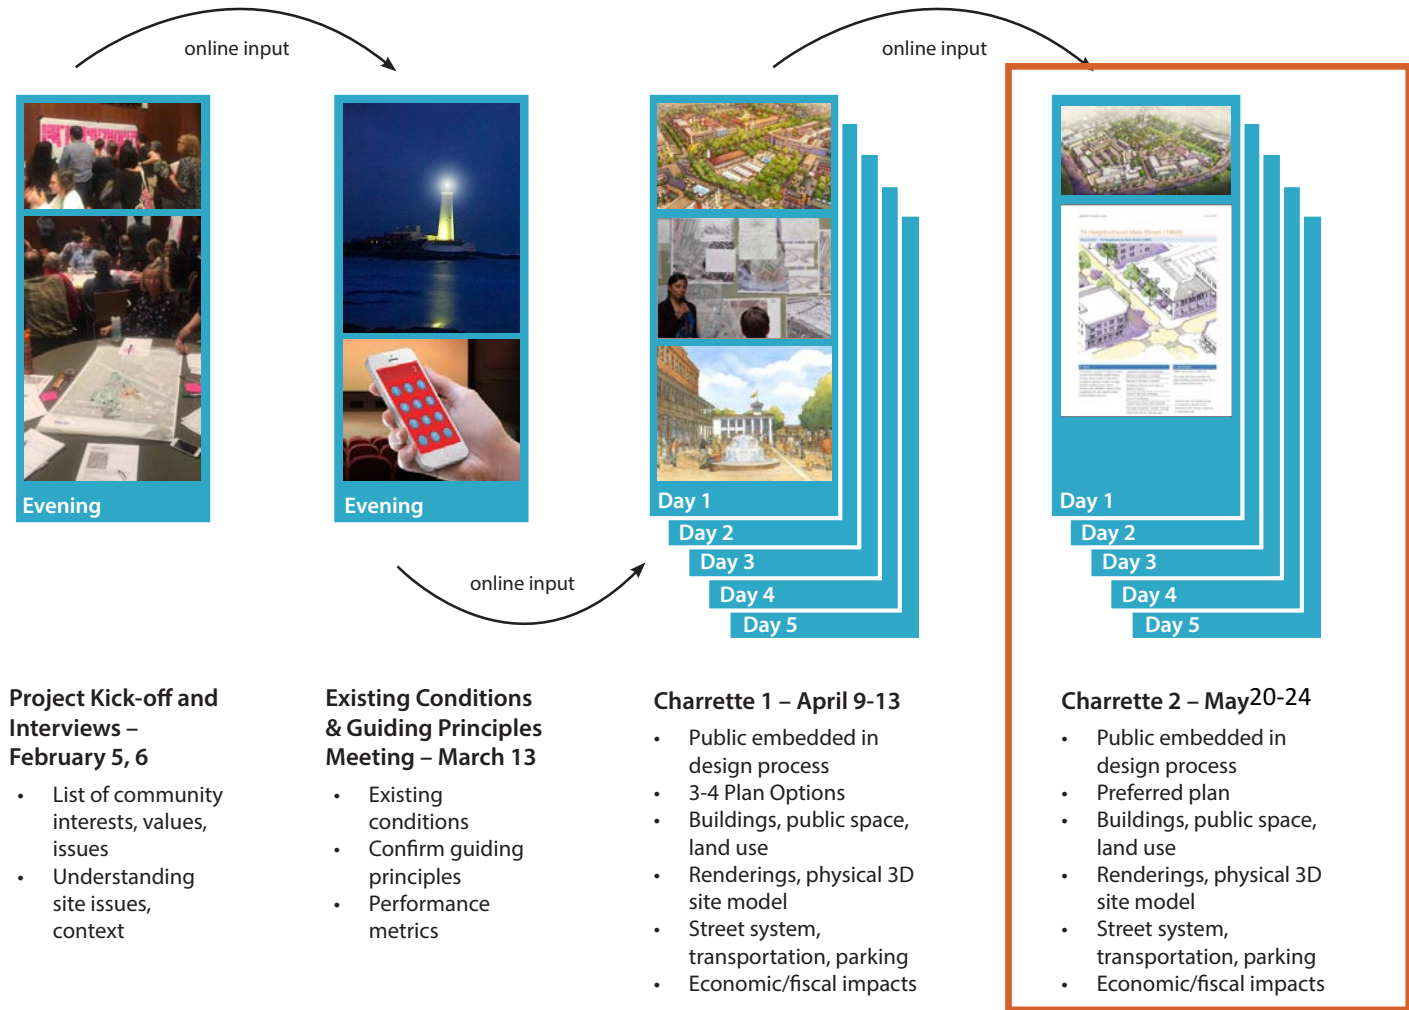 online input
online input
Evening
Evening
online input
Day 1
Day 2
Day 3
Day 4
Day 5
Day 1
Day 2
Day 3
Day 4
Day 5
Project Kick-off and
Interviews –
February 5, 6
• List of community
interests, values,
issues
• Understanding
site issues,
context
Existing Conditions
& Guiding Principles
Meeting – March 13
• Existing
conditions
• Confirm guiding
principles
• Performance
metrics
Charrette 1 – April 9-13
• Public embedded in
design process
• 3-4 Plan Options
• Buildings, public space,
land use
• Renderings, physical 3D
site model
• Street system,
transportation, parking
• Economic/fiscal impacts
Charrette 2 – May 20-24
• Public embedded in
design process
• Preferred plan
• Buildings, public space,
land use
• Renderings, physical 3D
site model
• Street system,
transportation, parking
• Economic/fiscal impacts